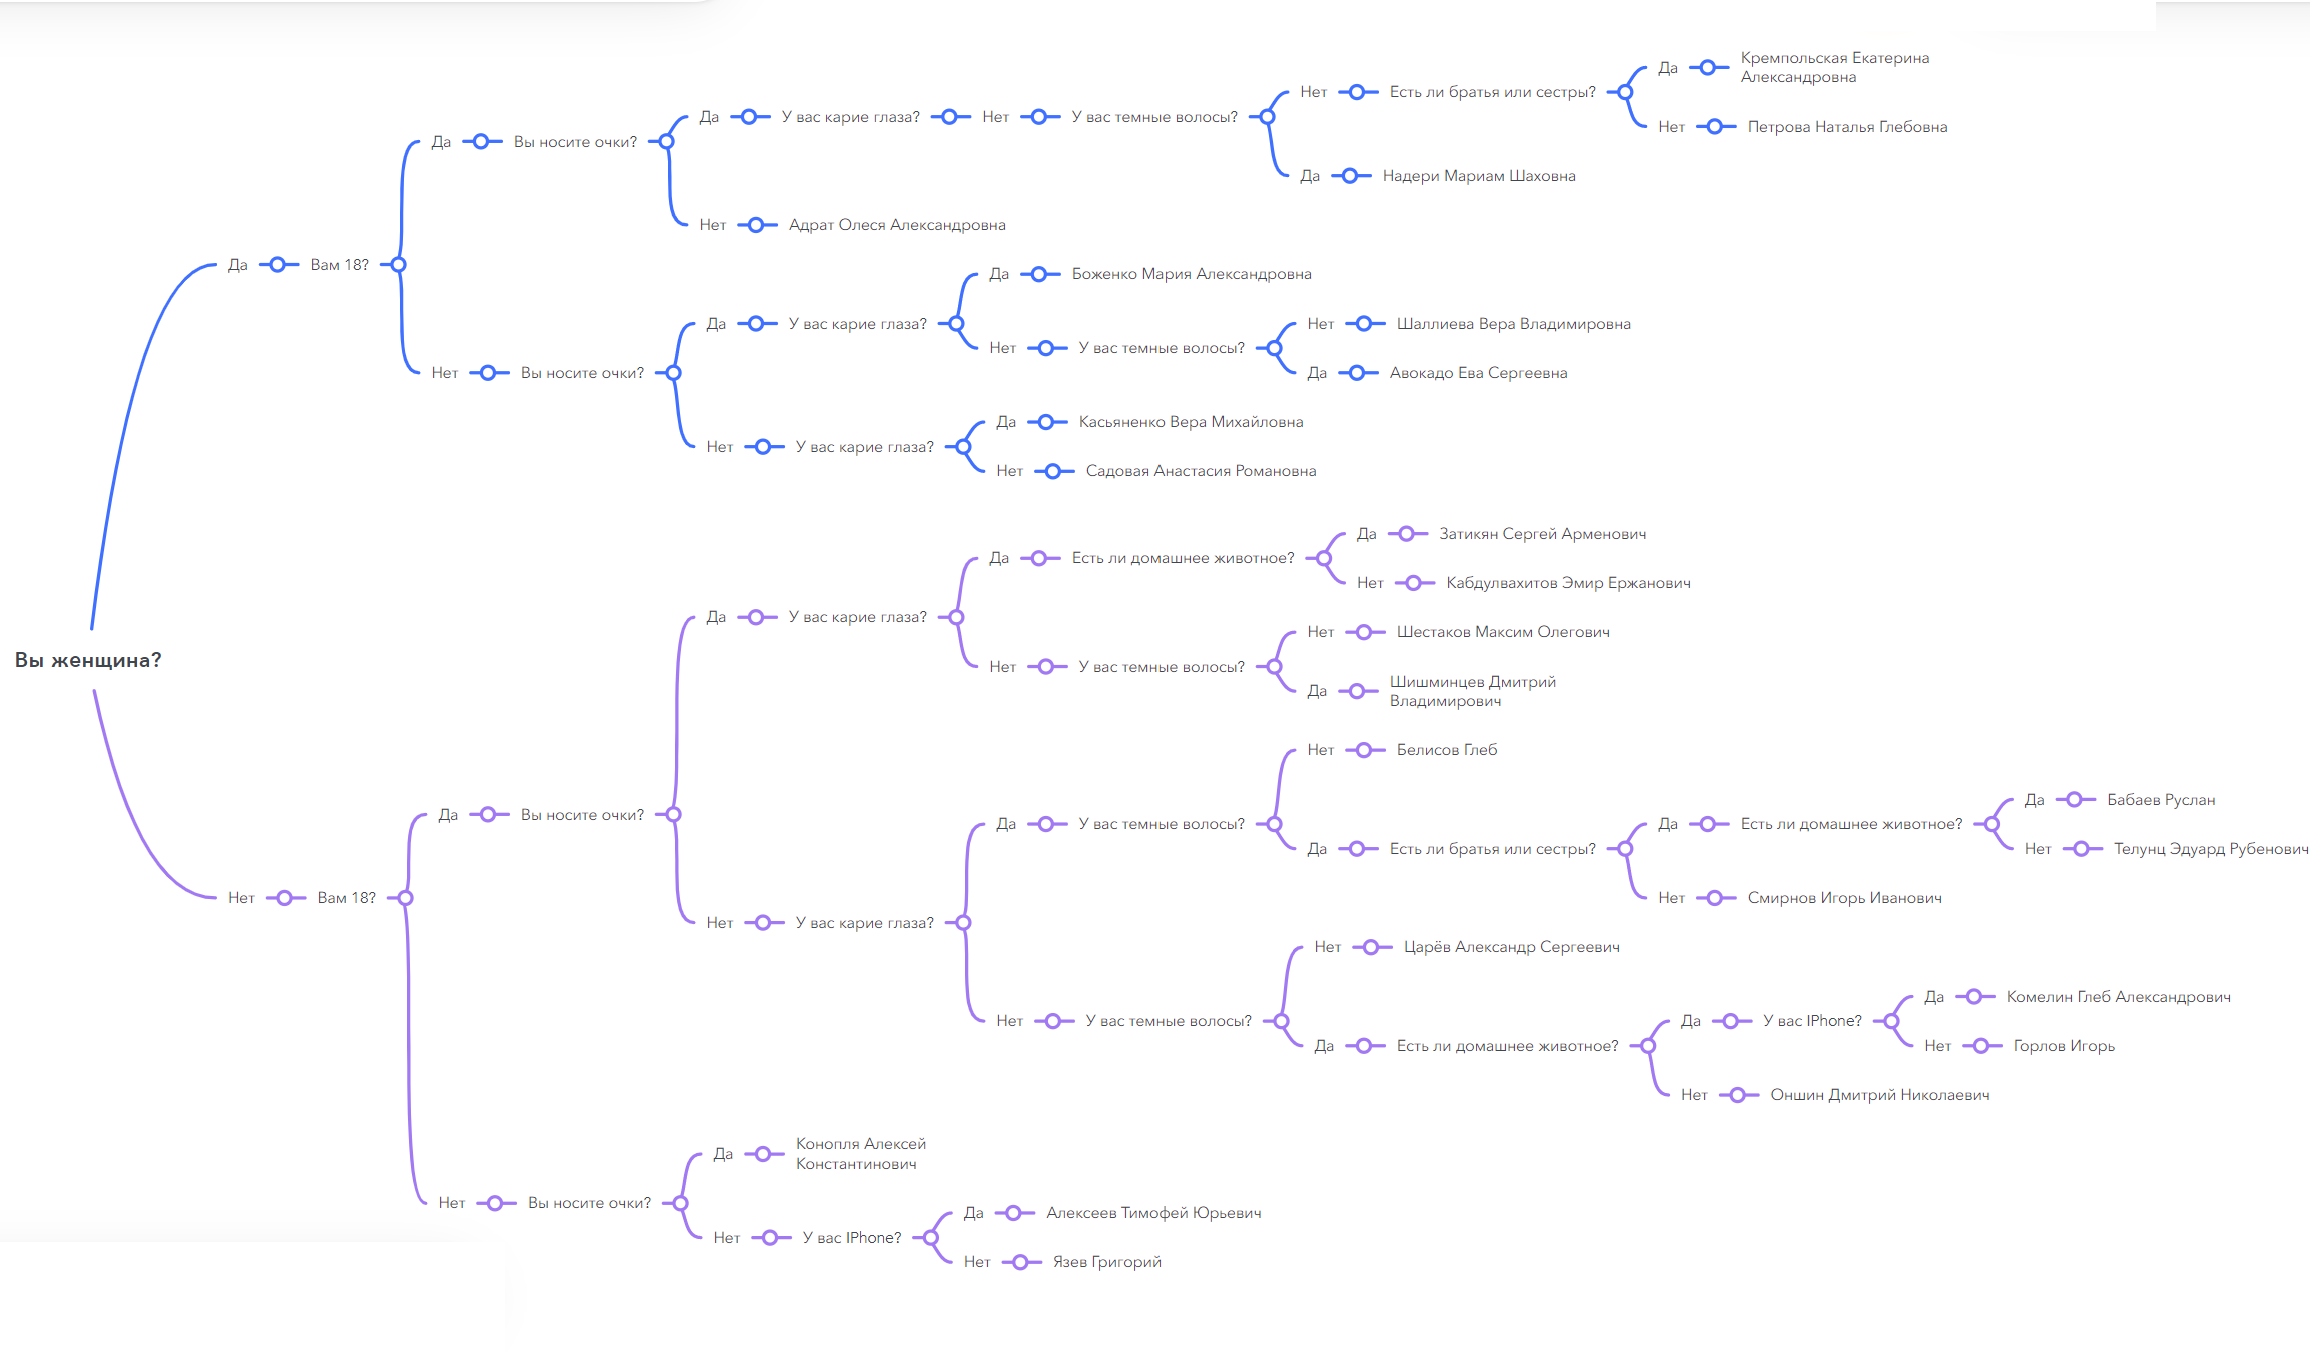 Вы женщина?
Да
Вам 18?
Да
Вы носите очки?
Да
У вас карие глаза?
Нет
У вас темные волосы?
Нет
Есть ли братья или сестры?
Да
Кремпольская Екатерина
Александровна
Нет
Петрова Наталья Глебовна
Да
Надери Мариам Шаховна
Нет
Адрат Олеся Александровна
Нет
Вы носите очки?
Да
У вас карие глаза?
Да
Боженко Мария Александровна
Нет
У вас темные волосы?
Нет
Шаллиева Вера Владимировна
Да
Авокадо Ева Сергеевна
Нет
У вас карие глаза?
Да
Касьяненко Вера Михайловна
Нет
Садовая Анастасия Романовна
Нет
Вам 18?
Да
Вы носите очки?
Да
У вас карие глаза?
Да
Есть ли домашнее животное?
Да
Затикян Сергей Арменович
Нет
Кабдулвахитов Эмир Ержанович
Нет
У вас темные волосы?
Нет
Шестаков Максим Олегович
Да
Шишминцев Дмитрий
Владимирович
Нет
У вас карие глаза?
Да
У вас темные волосы?
Нет
Белисов Глеб
Да
Есть ли братья или сестры?
Да
Есть ли домашнее животное?
Да
Бабаев Руслан
Нет
Телунц Эдуард Рубенович
Нет
Смирнов Игорь Иванович
Нет
У вас темные волосы?
Нет
Царёв Александр Сергеевич
Да
Есть ли домашнее животное?
Да
У вас IPhone?
Да
Комелин Глеб Александрович
Нет
Горлов Игорь
Нет
Оншин Дмитрий Николаевич
Нет
Вы носите очки?
Да
Конопля Алексей
Константинович
Нет
У вас IPhone?
Да
Алексеев Тимофей Юрьевич
Нет
Язев Григорий